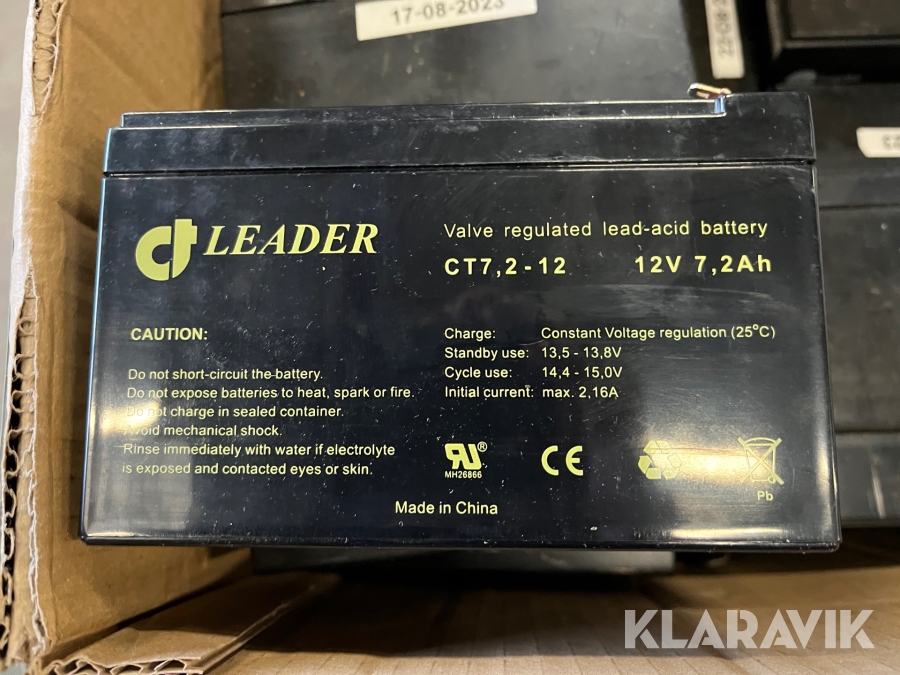 17-08-2023
ct LEADER
Valve regulated lead-acid battery
CT7,2-12 12V 7,2Ah
CAUTION:
Do not short-circuit the battery.
Do not expose batteries to heat, spark or fire.
Do not charge in sealed container.
Avoid mechanical shock.
Rinse immediately with water if electrolyte
is exposed and contacted eyes or skin.
Charge: Constant Voltage regulation (25°C)
Standby use: 13,5 - 13,8V
Cycle use: 14,4 - 15,0V
Initial current: max. 2,16A
RU®
MH26866
CE
Pb
Made in China
KLARAVIK